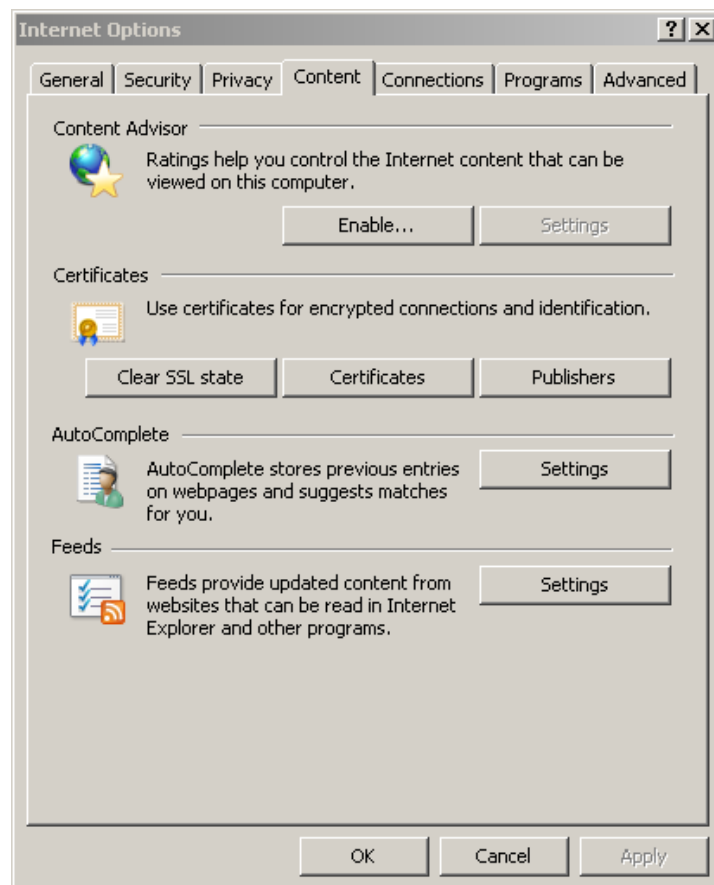 Internet Options
General Security Privacy Content Connections Programs Advanced
Content Advisor
Ratings help you control the Internet content that can be
viewed on this computer.
Enable... Settings
Certificates
Use certificates for encrypted connections and identification.
Clear SSL state Certificates Publishers
AutoComplete
AutoComplete stores previous entries
on webpages and suggests matches
for you.
Settings
Feeds
Feeds provide updated content from
websites that can be read in Internet
Explorer and other programs.
Settings
OK Cancel Apply